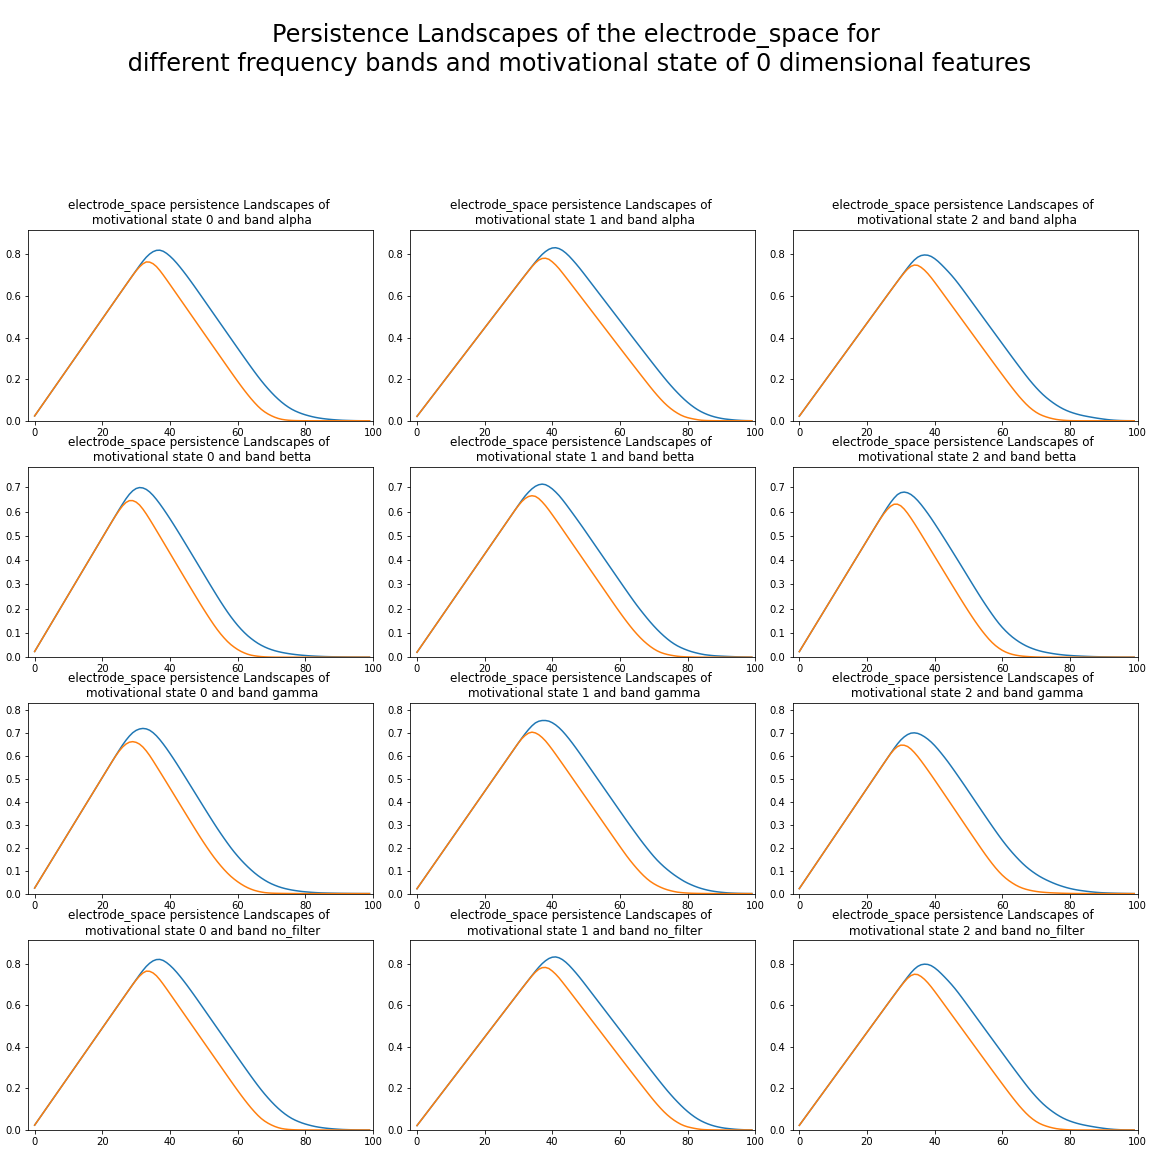 Persistence Landscapes of the electrode_space for
different frequency bands and motivational state of 0 dimensional features
electrode_space persistence Landscapes of
motivational state 0 and band alpha
0.8
0.6
0.4
0.2
0.0
0 20 40 60 80 100
electrode_space persistence Landscapes of
motivational state 1 and band alpha
0.8
0.6
0.4
0.2
0.0
0 20 40 60 80 100
electrode_space persistence Landscapes of
motivational state 2 and band alpha
0.8
0.6
0.4
0.2
0.0
0 20 40 60 80 100
electrode_space persistence Landscapes of
motivational state 0 and band betta
0.7
0.6
0.5
0.4
0.3
0.2
0.1
0.0
0 20 40 60 80 100
electrode_space persistence Landscapes of
motivational state 1 and band betta
0.7
0.6
0.5
0.4
0.3
0.2
0.1
0.0
0 20 40 60 80 100
electrode_space persistence Landscapes of
motivational state 2 and band betta
0.7
0.6
0.5
0.4
0.3
0.2
0.1
0.0
0 20 40 60 80 100
electrode_space persistence Landscapes of
motivational state 0 and band gamma
0.8
0.7
0.6
0.5
0.4
0.3
0.2
0.1
0.0
0 20 40 60 80 100
electrode_space persistence Landscapes of
motivational state 1 and band gamma
0.8
0.7
0.6
0.5
0.4
0.3
0.2
0.1
0.0
0 20 40 60 80 100
electrode_space persistence Landscapes of
motivational state 2 and band gamma
0.8
0.7
0.6
0.5
0.4
0.3
0.2
0.1
0.0
0 20 40 60 80 100
electrode_space persistence Landscapes of
motivational state 0 and band no_filter
0.8
0.6
0.4
0.2
0.0
0 20 40 60 80 100
electrode_space persistence Landscapes of
motivational state 1 and band no_filter
0.8
0.6
0.4
0.2
0.0
0 20 40 60 80 100
electrode_space persistence Landscapes of
motivational state 2 and band no_filter
0.8
0.6
0.4
0.2
0.0
0 20 40 60 80 100